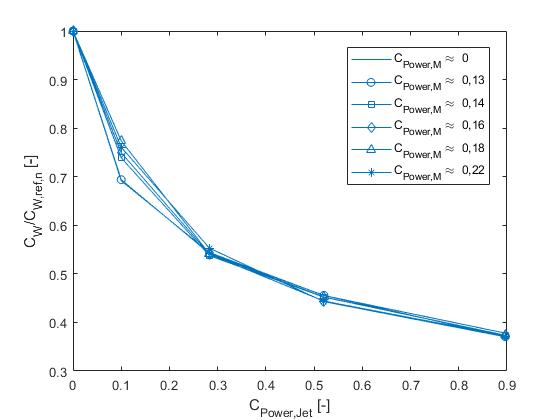 1
0.9
0.8
0.7
0.6
0.5
0.4
0.3
C_W/C_W,ref,n [-]
C_Power,M ≈ 0
C_Power,M ≈ 0,13
C_Power,M ≈ 0,14
C_Power,M ≈ 0,16
C_Power,M ≈ 0,18
C_Power,M ≈ 0,22
0 0.1 0.2 0.3 0.4 0.5 0.6 0.7 0.8 0.9
C_Power,Jet [-]